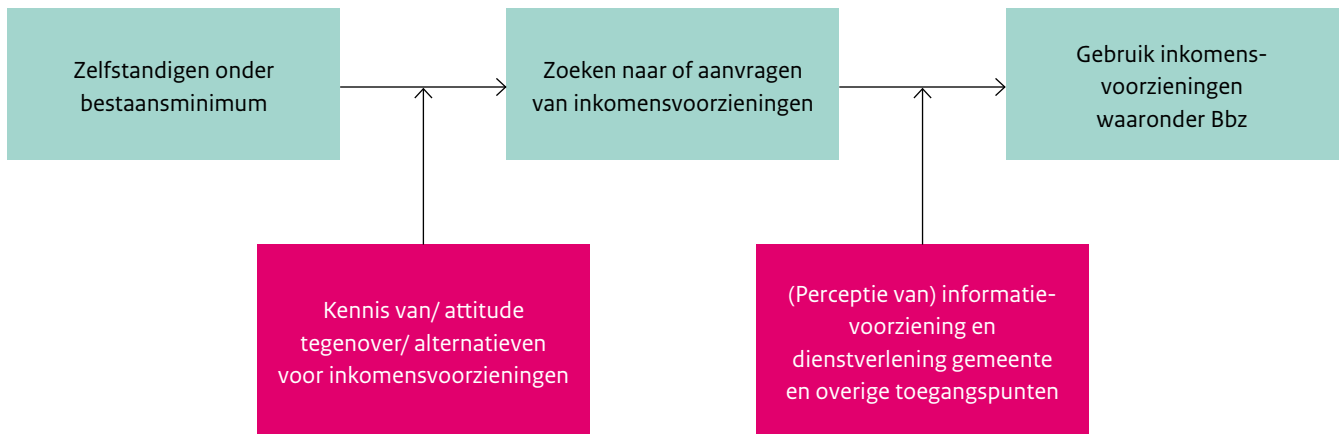 Zelfstandigen onder
bestaansminimum
Zoeken naar of aanvragen
van inkomensvoorzieningen
Gebruik inkomens-
voorzieningen
waaronder Bbz
Kennis van/ attitude
tegenover/ alternatieven
voor inkomensvoorzieningen
(Perceptie van) informatie-
voorziening en
dienstverlening gemeente
en overige toegangspunten